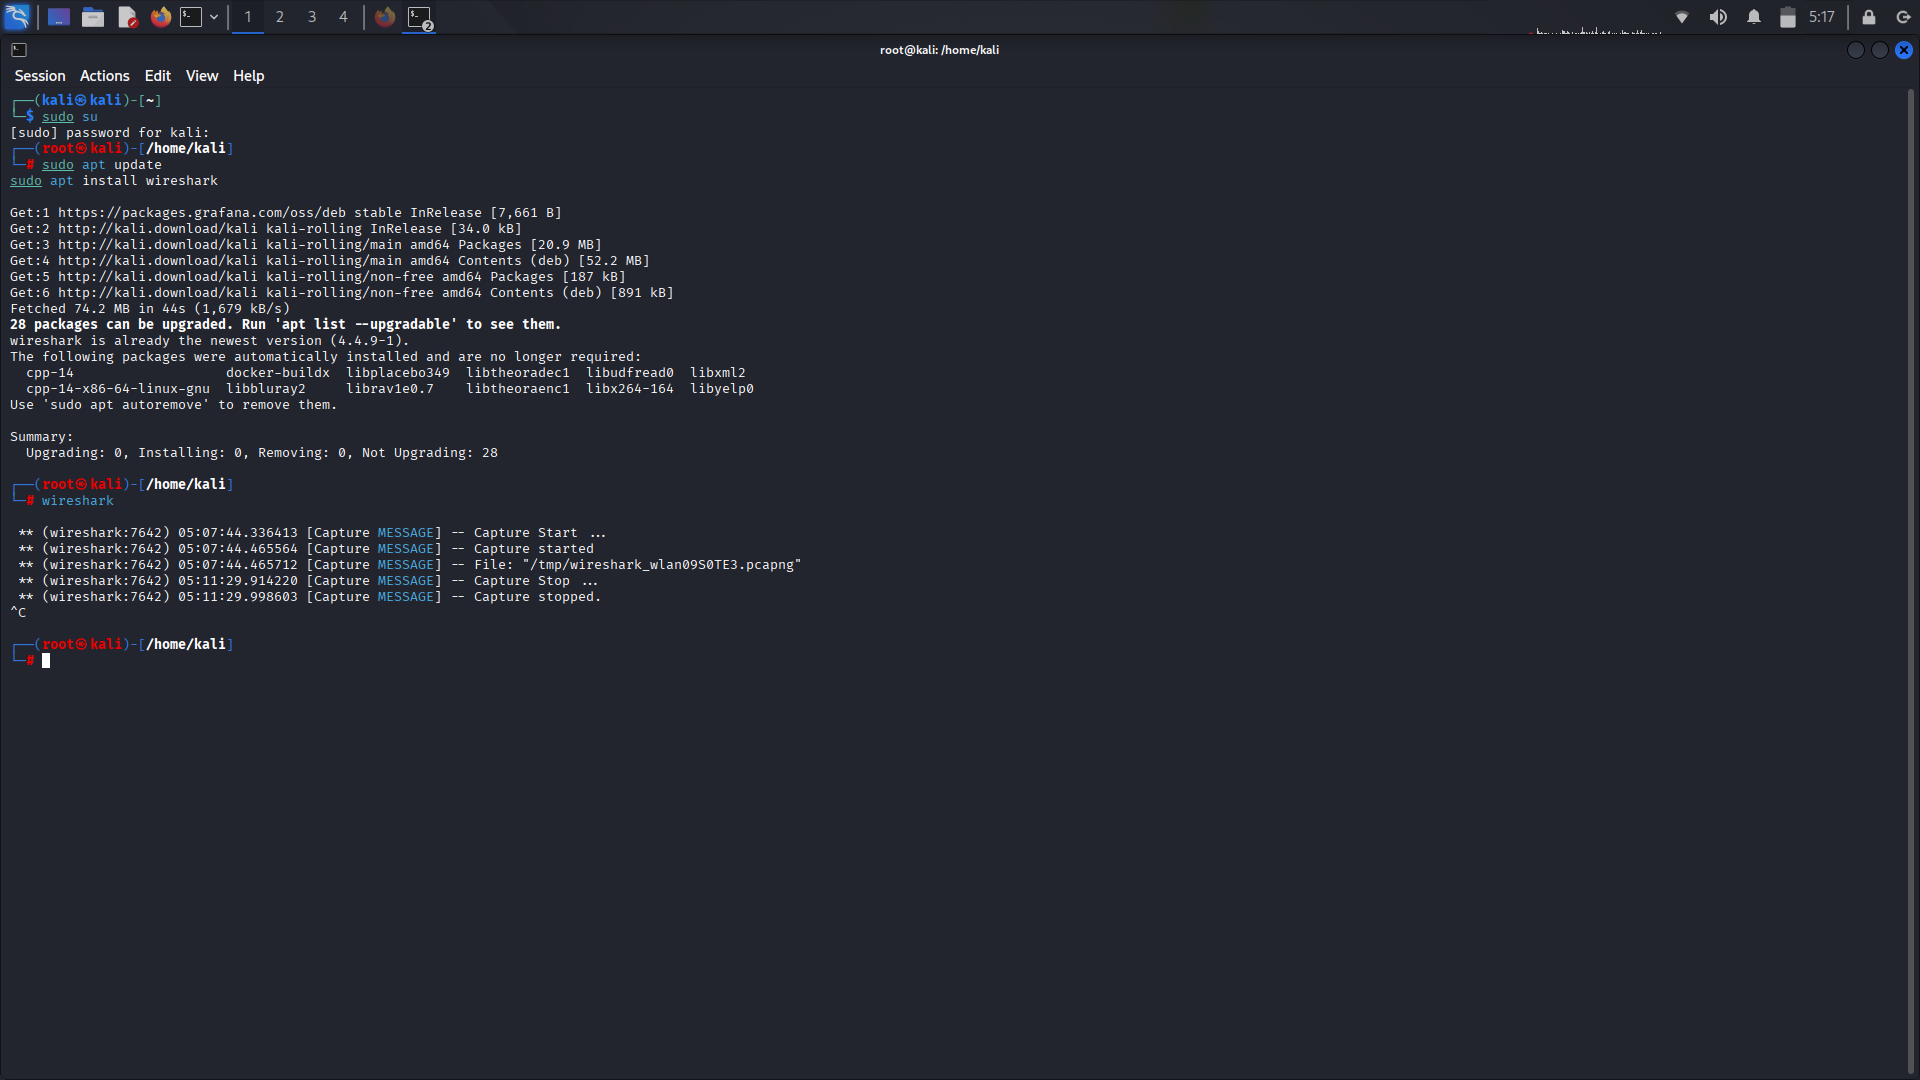 1 2 3 4 2 5:17
root@kali: /home/kali
Session Actions Edit View Help
┌──(kali㉿kali)-[~]
└─$ sudo su
[sudo] password for kali:
┌──(root㉿kali)-[/home/kali]
└─# sudo apt update
sudo apt install wireshark
Get:1 https://packages.grafana.com/oss/deb stable InRelease [7,661 B]
Get:2 http://kali.download/kali kali-rolling InRelease [34.0 kB]
Get:3 http://kali.download/kali kali-rolling/main amd64 Packages [20.9 MB]
Get:4 http://kali.download/kali kali-rolling/main amd64 Contents (deb) [52.2 MB]
Get:5 http://kali.download/kali kali-rolling/non-free amd64 Packages [187 kB]
Get:6 http://kali.download/kali kali-rolling/non-free amd64 Contents (deb) [891 kB]
Fetched 74.2 MB in 44s (1,679 kB/s)
28 packages can be upgraded. Run 'apt list --upgradable' to see them.
wireshark is already the newest version (4.4.9-1).
The following packages were automatically installed and are no longer required:
cpp-14 docker-buildx libplacebo349 libtheoradec1 libudfread0 libxml2
cpp-14-x86-64-linux-gnu libbluray2 librav1e0.7 libtheoraenc1 libx264-164 libyelp0
Use 'sudo apt autoremove' to remove them.
Summary:
Upgrading: 0, Installing: 0, Removing: 0, Not Upgrading: 28
┌──(root㉿kali)-[/home/kali]
└─# wireshark
** (wireshark:7642) 05:07:44.336413 [Capture MESSAGE] -- Capture Start ...
** (wireshark:7642) 05:07:44.465564 [Capture MESSAGE] -- Capture started
** (wireshark:7642) 05:07:44.465712 [Capture MESSAGE] -- File: "/tmp/wireshark_wlan09S0TE3.pcapng"
** (wireshark:7642) 05:11:29.914220 [Capture MESSAGE] -- Capture Stop ...
** (wireshark:7642) 05:11:29.998603 [Capture MESSAGE] -- Capture stopped.
^C
┌──(root㉿kali)-[/home/kali]
└─#